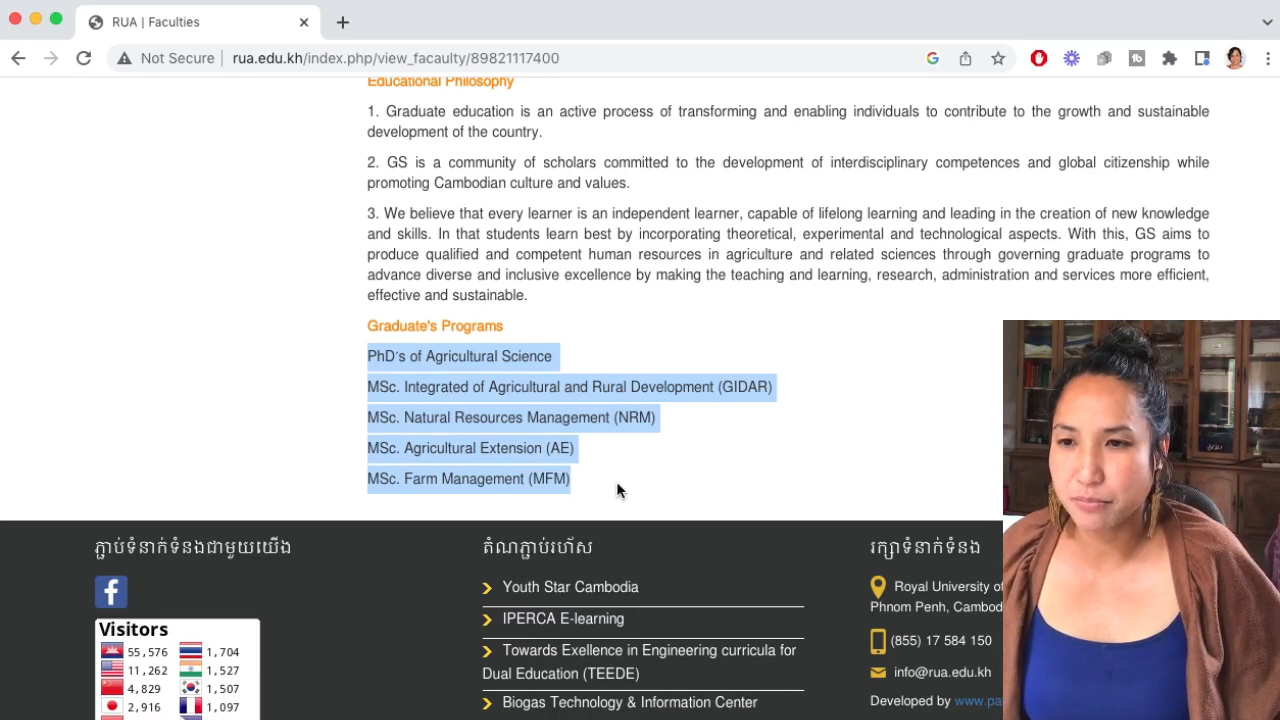 RUA | Faculties
Not Secure
rua.edu.kh/index.php/view_facaulty/89821117400
Educational Philosophy
1. Graduate education is an active process of transforming and enabling individuals to contribute to the growth and sustainable
development of the country.
2. GS is a community of scholars committed to the development of interdisciplinary competences and global citizenship while
promoting Cambodian culture and values.
3. We believe that every learner is an independent learner, capable of lifelong learning and leading in the creation of new knowledge
and skills. In that students learn best by incorporating theoretical, experimental and technological aspects. With this, GS aims to
produce qualified and competent human resources in agriculture and related sciences through governing graduate programs to
advance diverse and inclusive excellence by making the teaching and learning, research, administration and services more efficient,
effective and sustainable.
Graduate's Programs
PhD's of Agricultural Science
MSc. Integrated of Agricultural and Rural Development (GIDAR)
MSc. Natural Resources Management (NRM)
MSc. Agricultural Extension (AE)
MSc. Farm Management (MFM)
ភ្ជាប់ទំនាក់ទំនងជាមួយយើង
Visitors
55,576 1,704
11,262 1,527
4,829 1,507
2,916 1,097
តំណភ្ជាប់រហ័ស
Youth Star Cambodia
IPERCA E-learning
Towards Exellence in Engineering curricula for
Dual Education (TEEDE)
Biogas Technology & Information Center
រក្សាទំនាក់ទំនង
Royal University of
Phnom Penh, Cambod
(855) 17 584 150
info@rua.edu.kh
Developed by www.pa